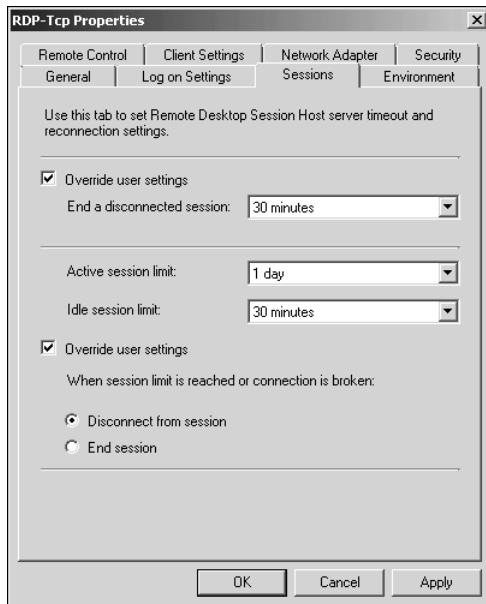 RDP-Tcp Properties
Remote Control
Client Settings
Network Adapter
Security
General
Log on Settings
Sessions
Environment
Use this tab to set Remote Desktop Session Host server timeout and
reconnection settings.
Override user settings
End a disconnected session: 30 minutes
Active session limit: 1 day
Idle session limit: 30 minutes
Override user settings
When session limit is reached or connection is broken:
Disconnect from session
End session
OK
Cancel
Apply